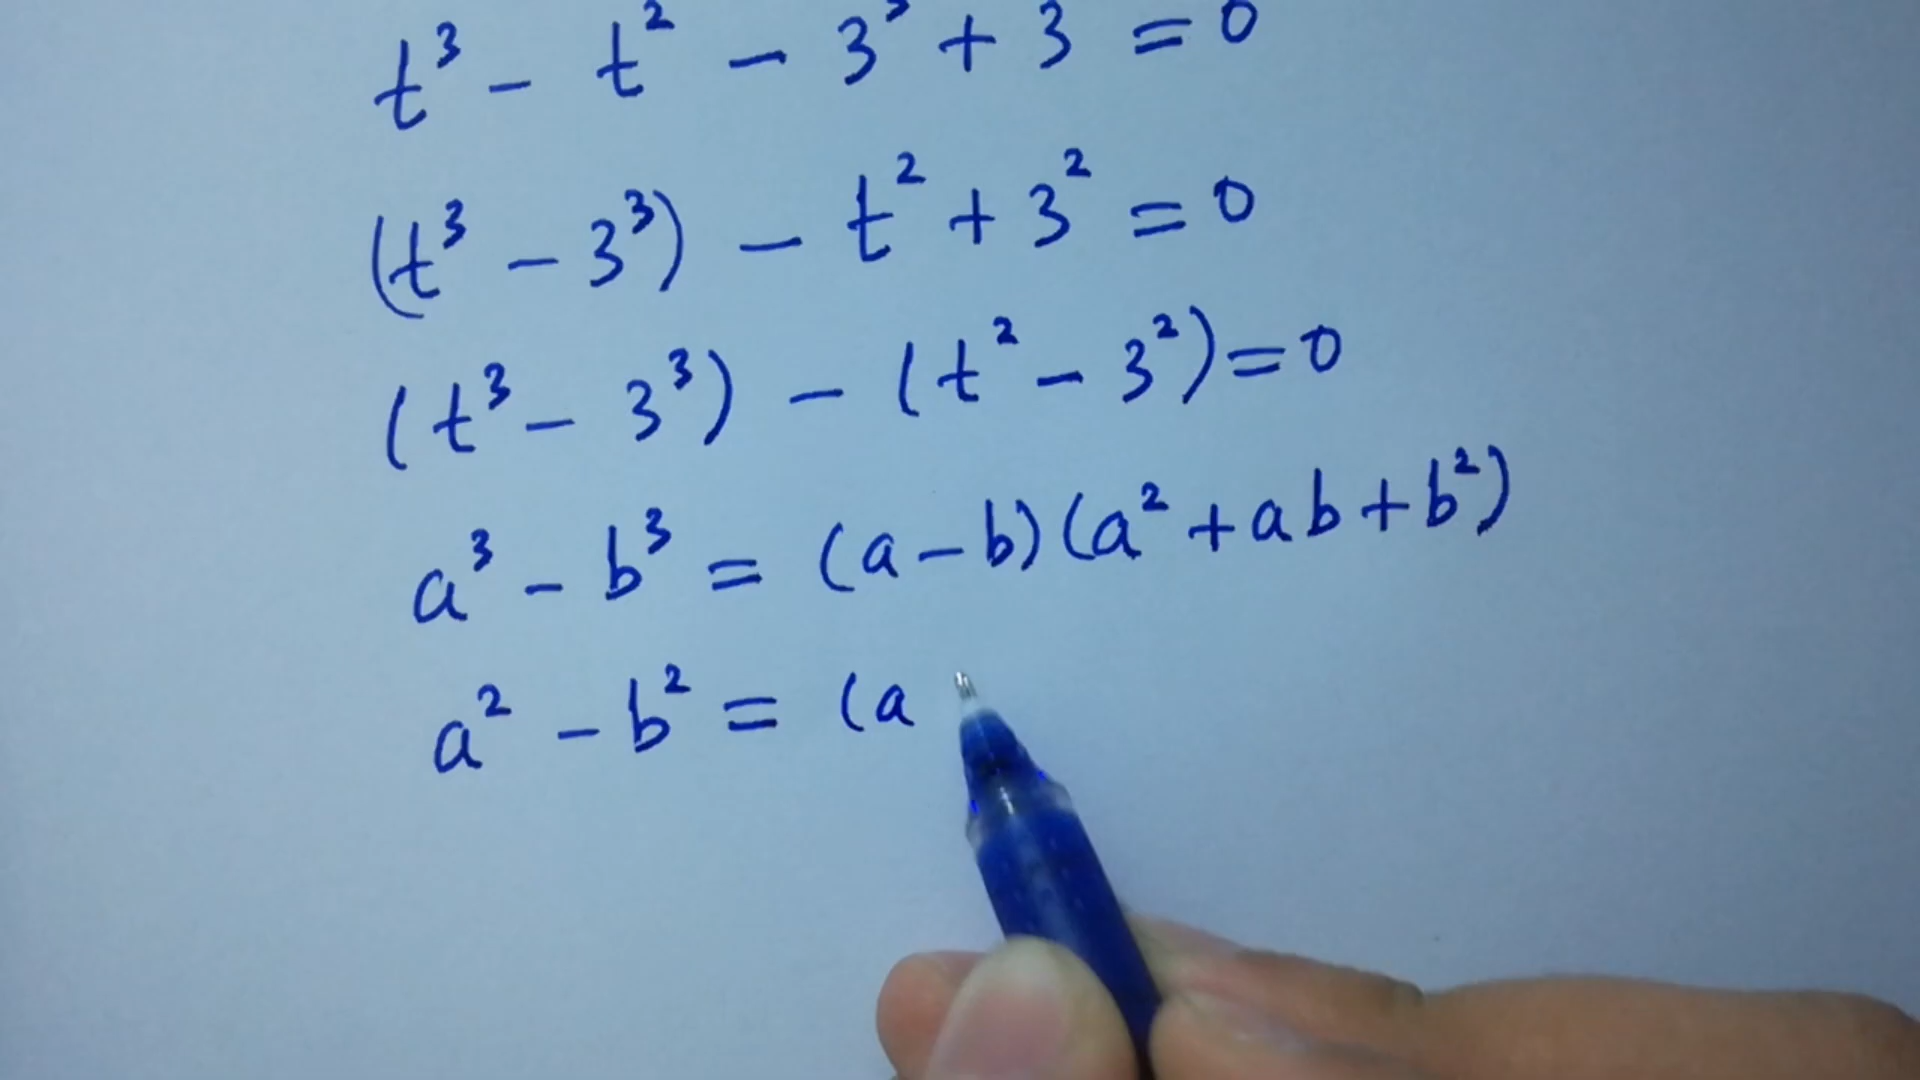 t³ - t² - 3³ + 3 = 0
(t³ - 3³) - t² + 3² = 0
(t³ - 3³) - (t² - 3²) = 0
a³ - b³ = (a - b)(a² + ab + b²)
a² - b² = (a